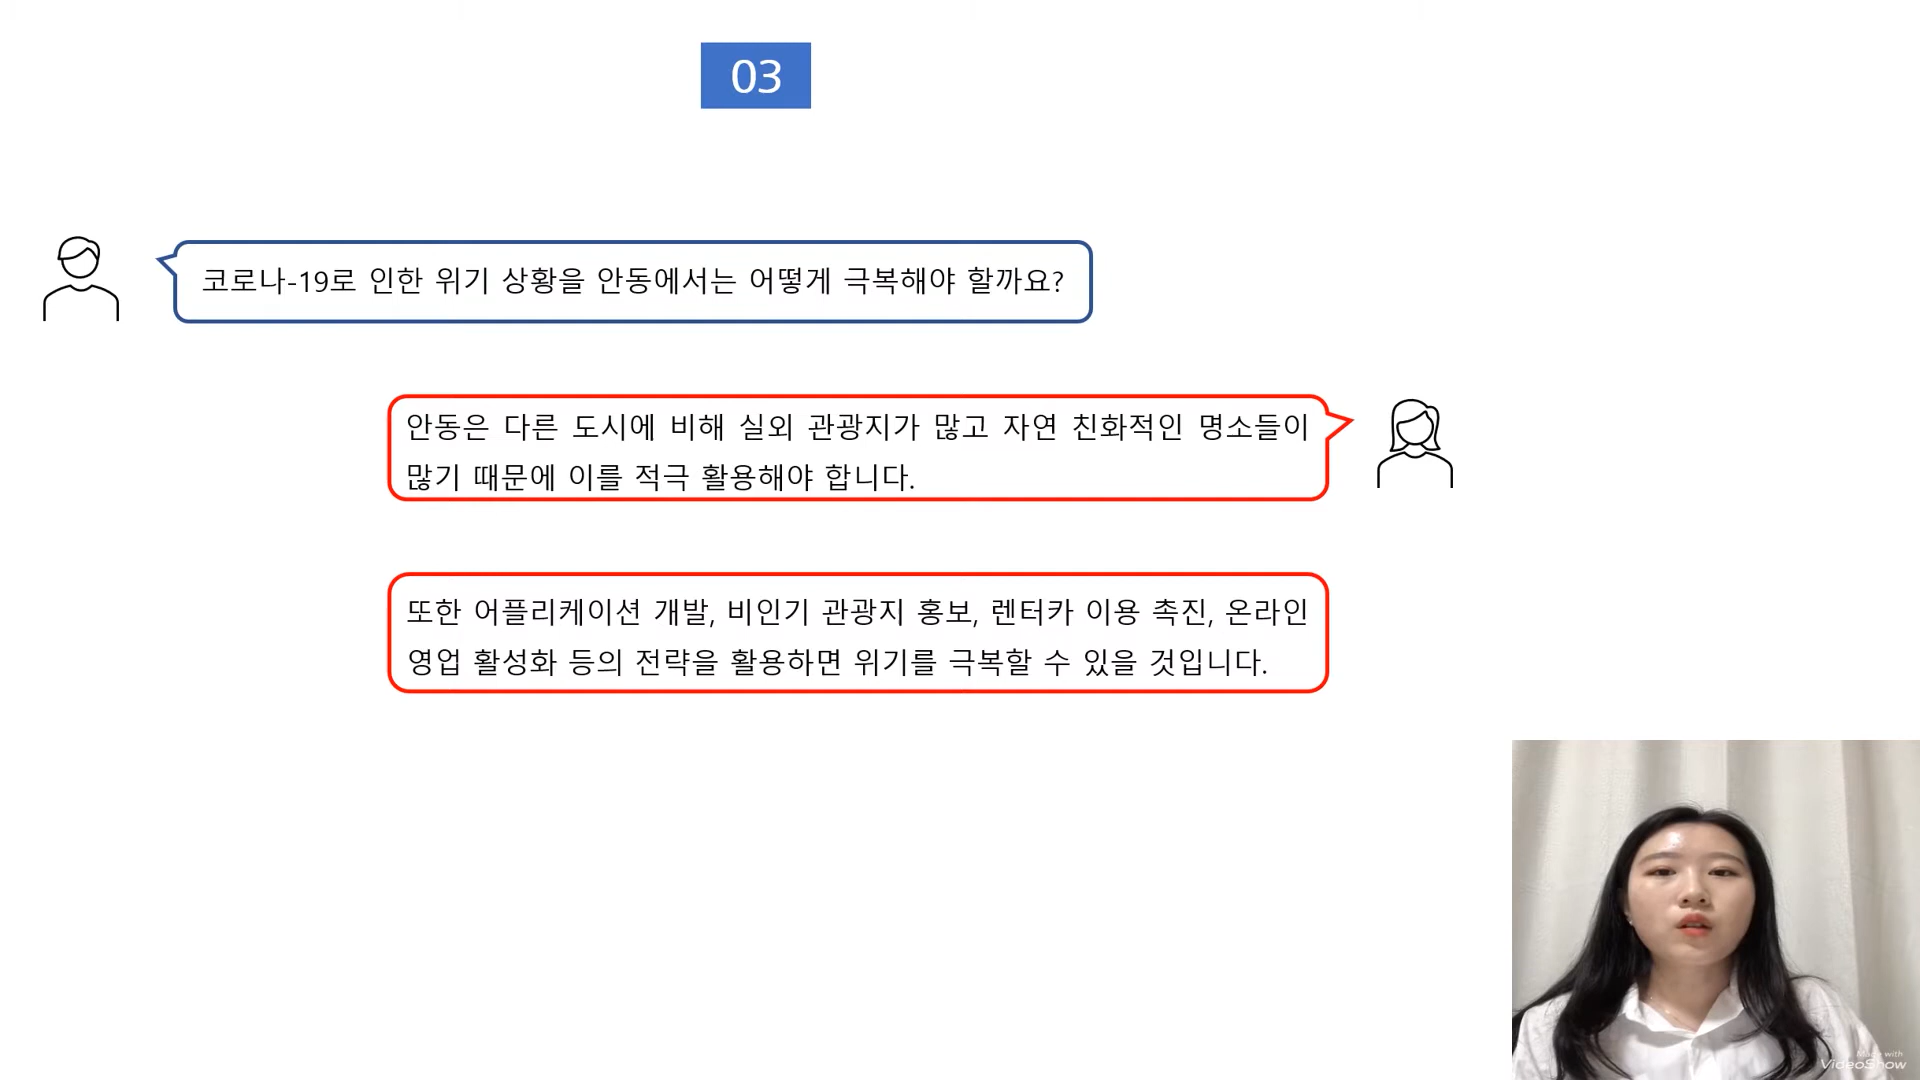 03
코로나-19로 인한 위기 상황을 안동에서는 어떻게 극복해야 할까요?
안동은 다른 도시에 비해 실외 관광지가 많고 자연 친화적인 명소들이
많기 때문에 이를 적극 활용해야 합니다.
또한 어플리케이션 개발, 비인기 관광지 홍보, 렌터카 이용 촉진, 온라인
영업 활성화 등의 전략을 활용하면 위기를 극복할 수 있을 것입니다.
Made with
VideoShow